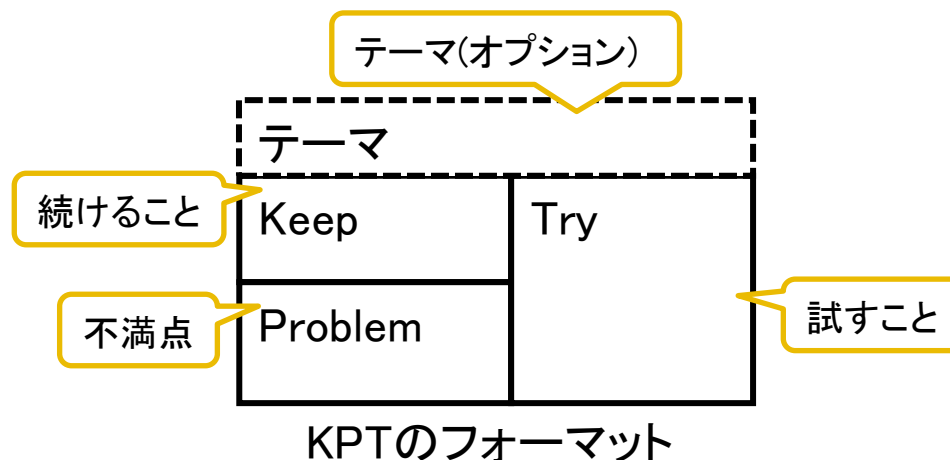 テーマ(オプション)
テーマ
続けること
Keep
Try
不満点
Problem
試すこと
KPTのフォーマット